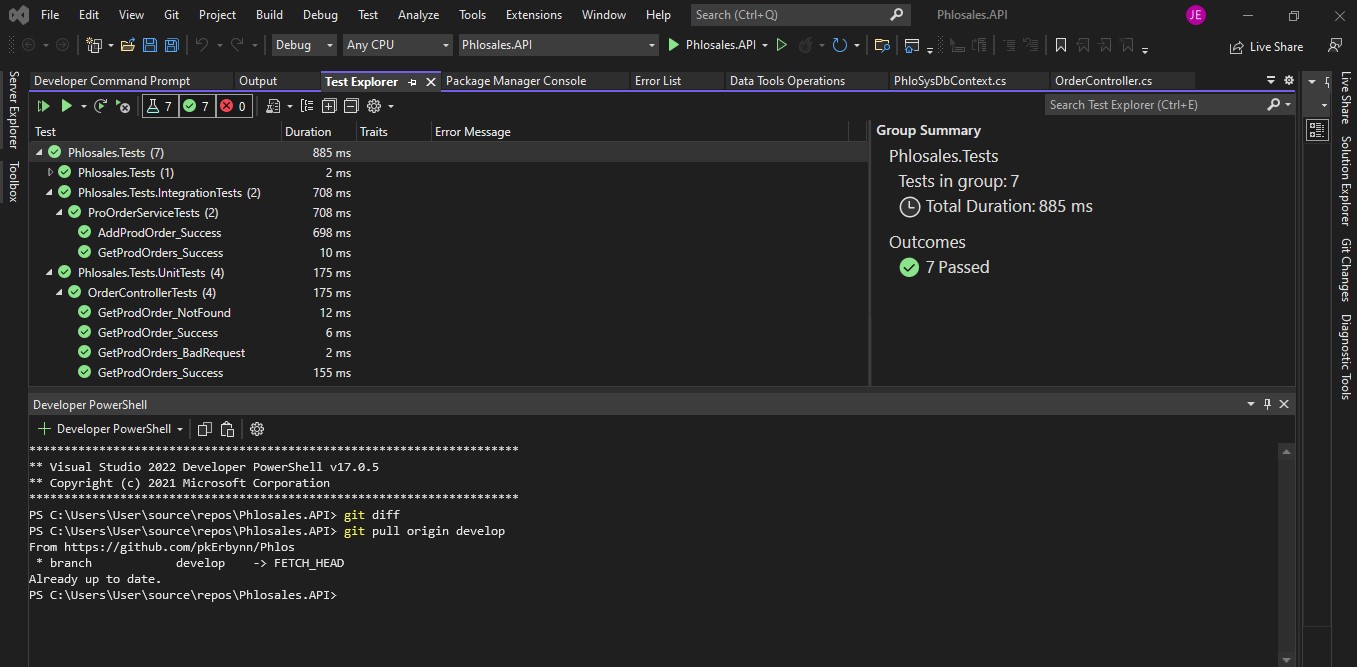 File Edit View Git Project Build Debug Test Analyze Tools Extensions Window Help Search (Ctrl+Q) Phlosales.API JE
Debug Any CPU Phlosales.API Phlosales.API Live Share
Developer Command Prompt Output Test Explorer Package Manager Console Error List Data Tools Operations PhloSysDbContext.cs OrderController.cs
Server Explorer
Toolbox
7 7 0 Search Test Explorer (Ctrl+E)
Test Duration Traits Error Message
Phlosales.Tests (7) 885 ms
Phlosales.Tests (1) 2 ms
Phlosales.Tests.IntegrationTests (2) 708 ms
ProOrderServiceTests (2) 708 ms
AddProdOrder_Success 698 ms
GetProdOrders_Success 10 ms
Phlosales.Tests.UnitTests (4) 175 ms
OrderControllerTests (4) 175 ms
GetProdOrder_NotFound 12 ms
GetProdOrder_Success 6 ms
GetProdOrders_BadRequest 2 ms
GetProdOrders_Success 155 ms
Group Summary
Phlosales.Tests
Tests in group: 7
Total Duration: 885 ms
Outcomes
7 Passed
Live Share
Solution Explorer
Git Changes
Diagnostic Tools
Developer PowerShell
Developer PowerShell
**********************************************************************
** Visual Studio 2022 Developer PowerShell v17.0.5
** Copyright (c) 2021 Microsoft Corporation
**********************************************************************
PS C:\Users\User\source\repos\Phlosales.API> git diff
PS C:\Users\User\source\repos\Phlosales.API> git pull origin develop
From https://github.com/pkErbynn/Phlos
* branch develop -> FETCH_HEAD
Already up to date.
PS C:\Users\User\source\repos\Phlosales.API>